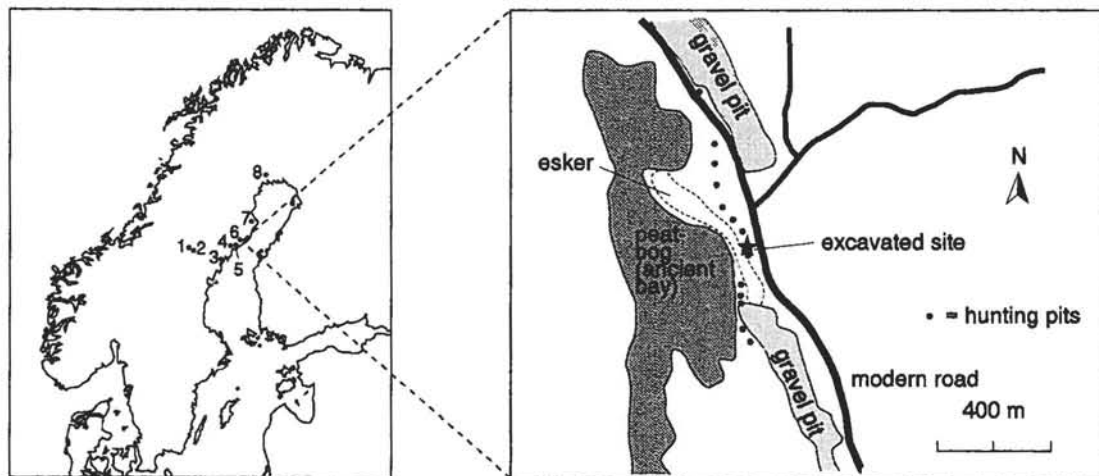 8
7
6
1
2
4
3
5
gravel pit
esker
N
peat
bog
(ancient
bay)
excavated site
• = hunting pits
gravel pit
modern road
400 m